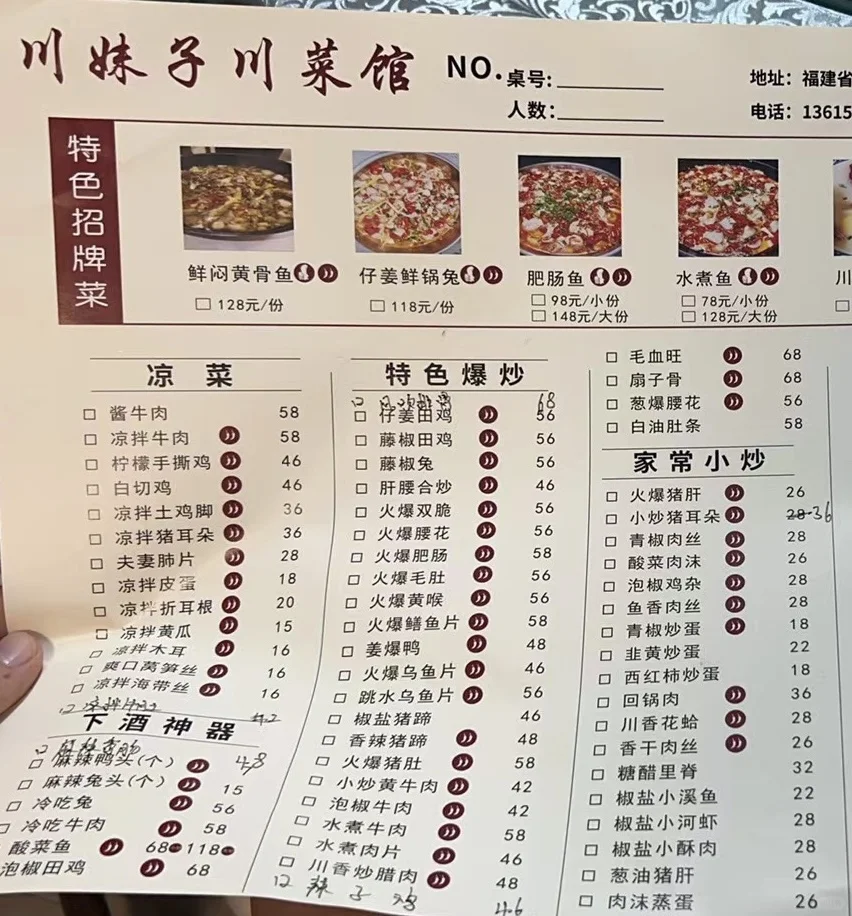 川妹子川菜馆
NO.
桌号:
人数:
地址: 福建省
电话: 13615
特色招牌菜
鲜闷黄骨鱼
128元/份
仔姜鲜锅兔
118元/份
肥肠鱼
98元/小份
148元/大份
水煮鱼
78元/小份
128元/大份
川
凉菜
酱牛肉 58
凉拌牛肉 58
柠檬手撕鸡 46
白切鸡 46
凉拌土鸡脚 36
凉拌猪耳朵 36
夫妻肺片 28
凉拌皮蛋 18
凉拌折耳根 20
凉拌黄瓜 15
凉拌木耳 16
爽口莴笋丝 16
凉拌海带丝 16
42
下酒神器
48
麻辣鸭头(个)
麻辣兔头(个) 15
冷吃兔 56
冷吃牛肉 58
酸菜鱼 68 118
泡椒田鸡 68
特色爆炒
68
仔姜田鸡 56
藤椒田鸡 56
藤椒兔 56
肝腰合炒 46
火爆双脆 56
火爆腰花 56
火爆肥肠 58
火爆毛肚 56
火爆黄喉 56
火爆鳝鱼片 58
姜爆鸭 48
火爆乌鱼片 46
跳水乌鱼片 56
椒盐猪蹄 46
香辣猪蹄 48
火爆猪肚 58
小炒黄牛肉 42
泡椒牛肉 42
水煮牛肉 58
水煮肉片 46
川香炒腊肉 48
辣子鸡 46
毛血旺 68
扇子骨 68
葱爆腰花 56
白油肚条 58
家常小炒
火爆猪肝 26
小炒猪耳朵 28-36
青椒肉丝 28
酸菜肉沫 26
泡椒鸡杂 28
鱼香肉丝 28
青椒炒蛋 18
韭黄炒蛋 22
西红柿炒蛋 18
回锅肉 36
川香花蛤 28
香干肉丝 26
糖醋里脊 32
椒盐小溪鱼 22
椒盐小河虾 28
椒盐小酥肉 28
葱油猪肝 26
肉沫蒸蛋 26